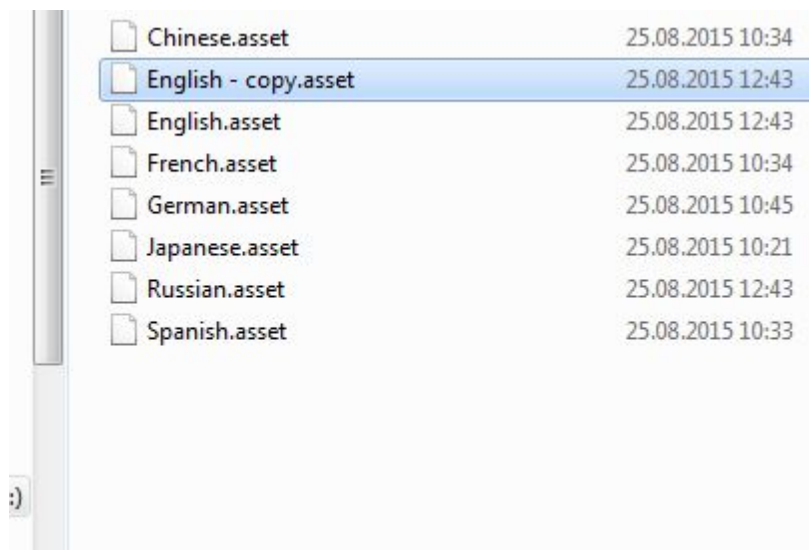 Chinese.asset 25.08.2015 10:34
English - copy.asset 25.08.2015 12:43
English.asset 25.08.2015 12:43
French.asset 25.08.2015 10:34
German.asset 25.08.2015 10:45
Japanese.asset 25.08.2015 10:21
Russian.asset 25.08.2015 12:43
Spanish.asset 25.08.2015 10:33
:)